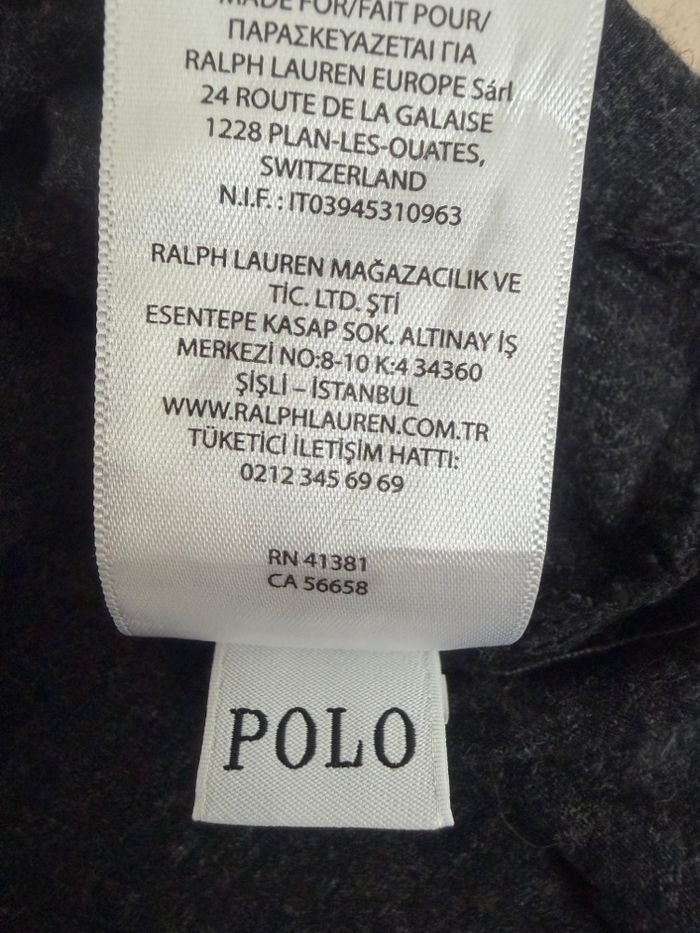 MADE FOR/FAIT POUR/
ΠΑΡΑΣΚΕΥΑΖΕΤΑΙ ΓΙΑ
RALPH LAUREN EUROPE Sárl
24 ROUTE DE LA GALAISE
1228 PLAN-LES-OUATES,
SWITZERLAND
N.I.F. : IT03945310963
RALPH LAUREN MAĞAZACILIK VE
TİC. LTD. ŞTİ
ESENTEPE KASAP SOK. ALTINAY İŞ
MERKEZİ NO:8-10 K:4 34360
ŞİŞLİ – İSTANBUL
WWW.RALPHLAUREN.COM.TR
TÜKETİCİ İLETİŞİM HATTI:
0212 345 69 69
RN 41381
CA 56658
POLO